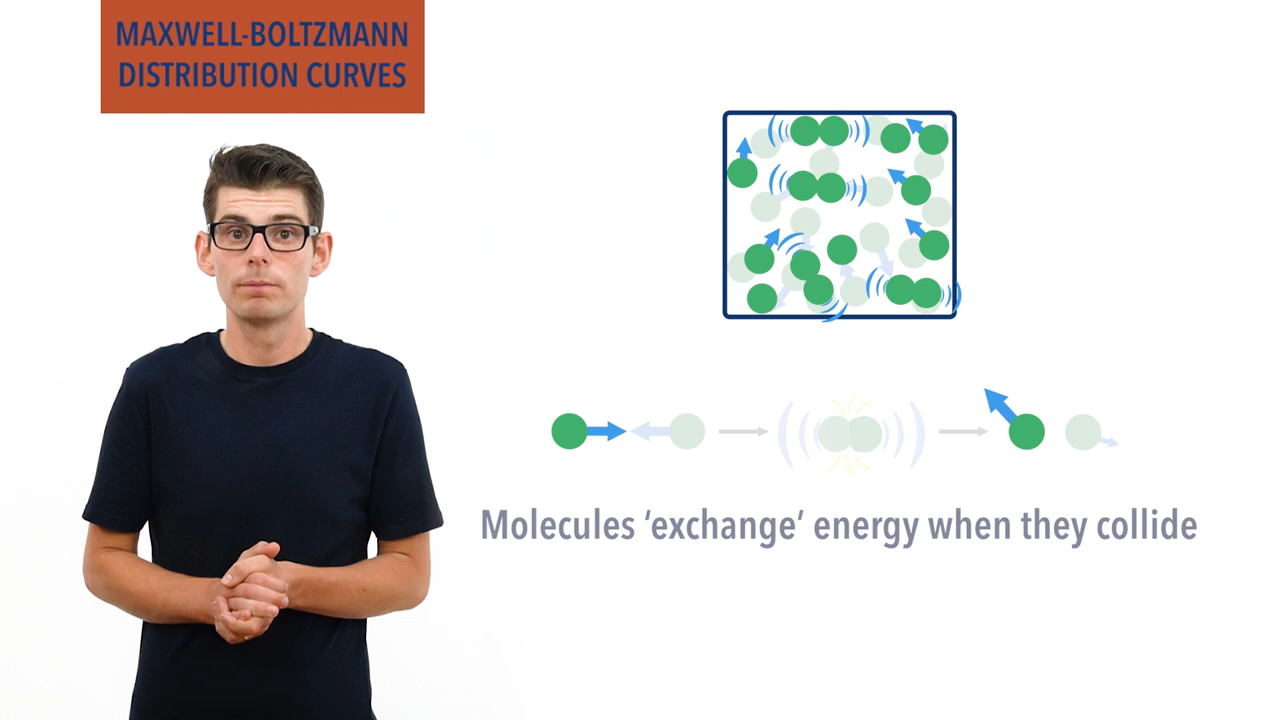 MAXWELL-BOLTZMANN
DISTRIBUTION CURVES
Molecules ‘exchange’ energy when they collide